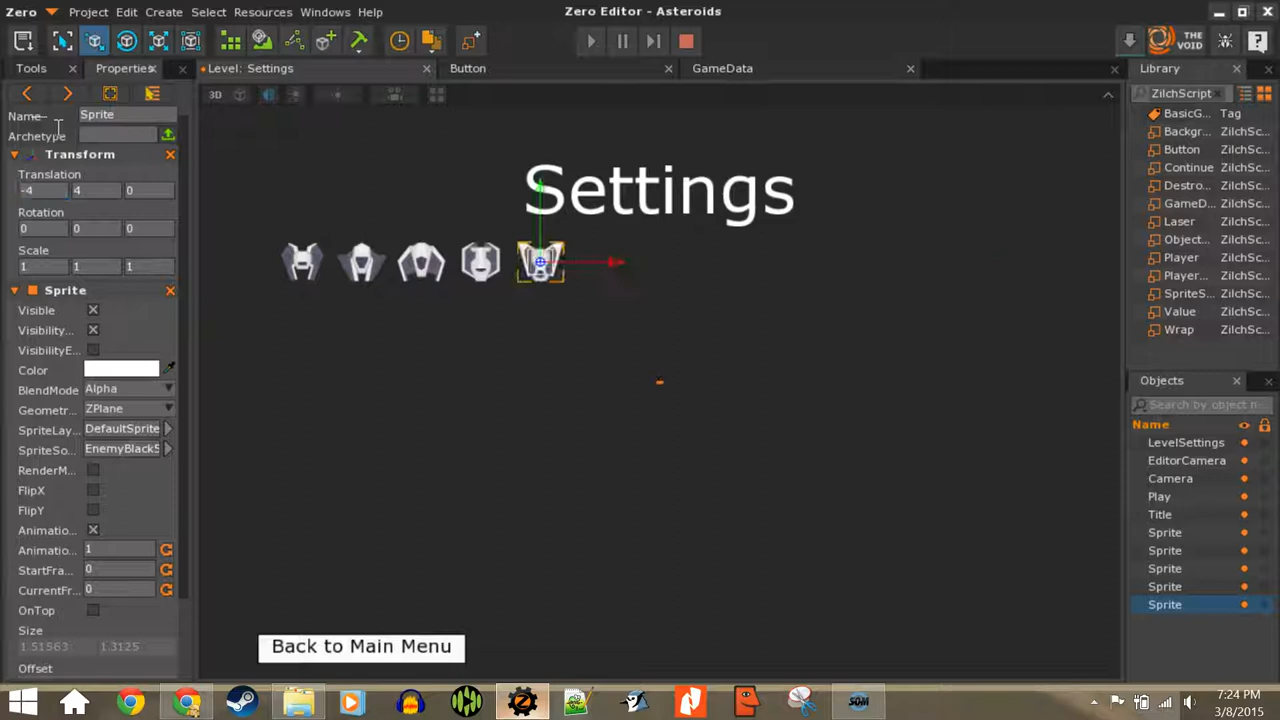 Zero Project Edit Create Select Resources Windows Help Zero Editor - Asteroids
THE
VOID
Tools Properties Level: Settings Button GameData Library
3D
ZilchScript
Name Sprite
Archetype
Transform
Translation
-4 4 0
Rotation
0 0 0
Scale
1 1 1
Sprite
Visible
Visibility...
VisibilityE...
Color
BlendMode Alpha
Geometr... ZPlane
SpriteLay... DefaultSprite
SpriteSo... EnemyBlack5
RenderM...
FlipX
FlipY
Animatio...
Animatio... 1
StartFra... 0
CurrentFr... 0
OnTop
Size
1.51563 1.3125
Offset
Settings
Back to Main Menu
BasicG... Tag
Backgr... ZilchSc...
Button ZilchSc...
Continue ZilchSc...
Destro... ZilchSc...
GameD... ZilchSc...
Laser ZilchSc...
Object... ZilchSc...
Player ZilchSc...
Player... ZilchSc...
SpriteS... ZilchSc...
Value ZilchSc...
Wrap ZilchSc...
Objects
Search by object n...
Name
LevelSettings
EditorCamera
Camera
Play
Title
Sprite
Sprite
Sprite
Sprite
Sprite
SDM
7:24 PM
3/8/2015